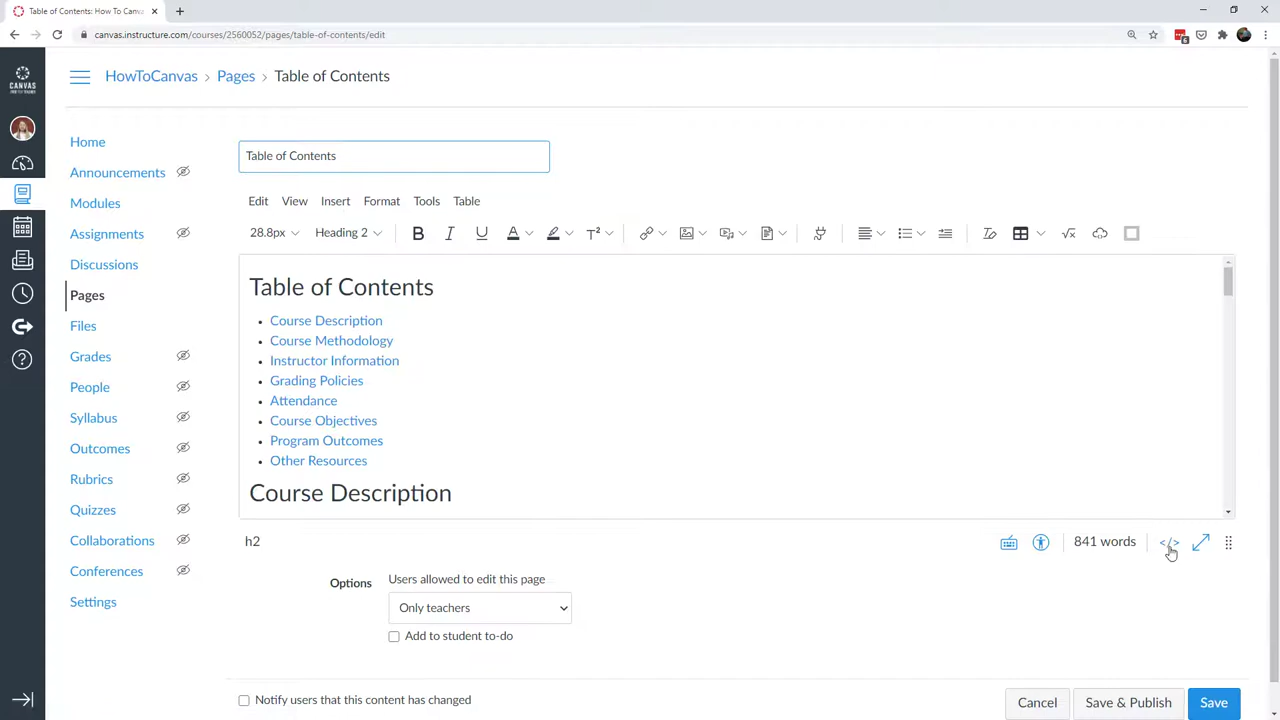 Table of Contents: How To Canva
canvas.instructure.com/courses/2560052/pages/table-of-contents/edit
CANVAS
HowToCanvas > Pages > Table of Contents
Home
Announcements
Modules
Assignments
Discussions
Pages
Files
Grades
People
Syllabus
Outcomes
Rubrics
Quizzes
Collaborations
Conferences
Settings
Table of Contents
Edit View Insert Format Tools Table
28.8px Heading 2
Table of Contents
• Course Description
• Course Methodology
• Instructor Information
• Grading Policies
• Attendance
• Course Objectives
• Program Outcomes
• Other Resources
Course Description
h2
841 words
</>
Options
Users allowed to edit this page
Only teachers
Add to student to-do
Notify users that this content has changed
Cancel
Save & Publish
Save